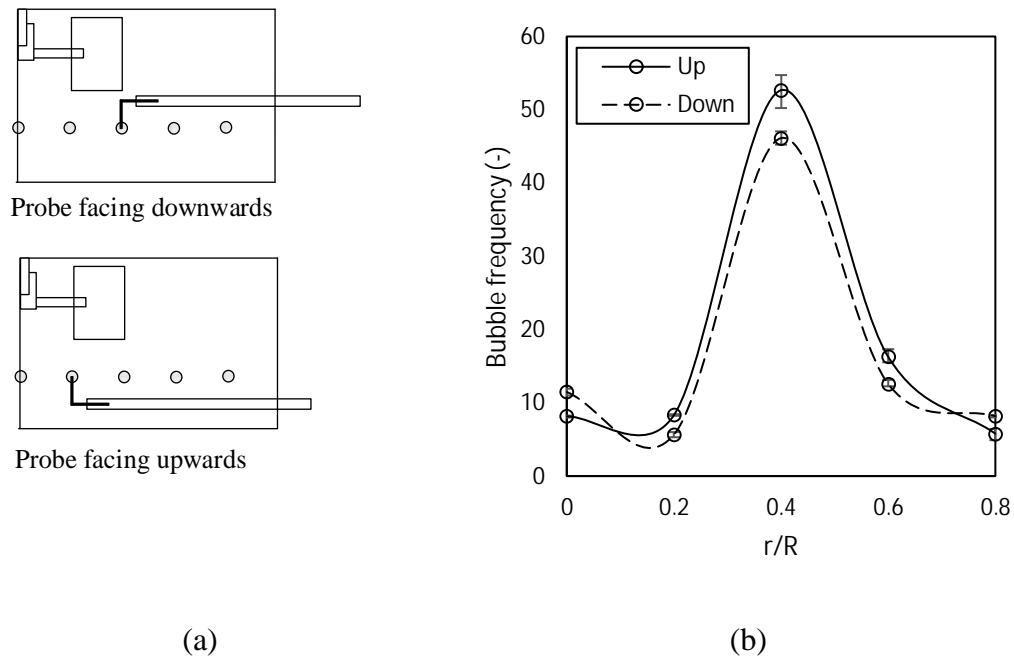 Probe facing downwards
Probe facing upwards
(a)
Bubble frequency (-)
60
50
40
30
20
10
0
Up
Down
0 0.2 0.4 0.6 0.8
r/R
(b)